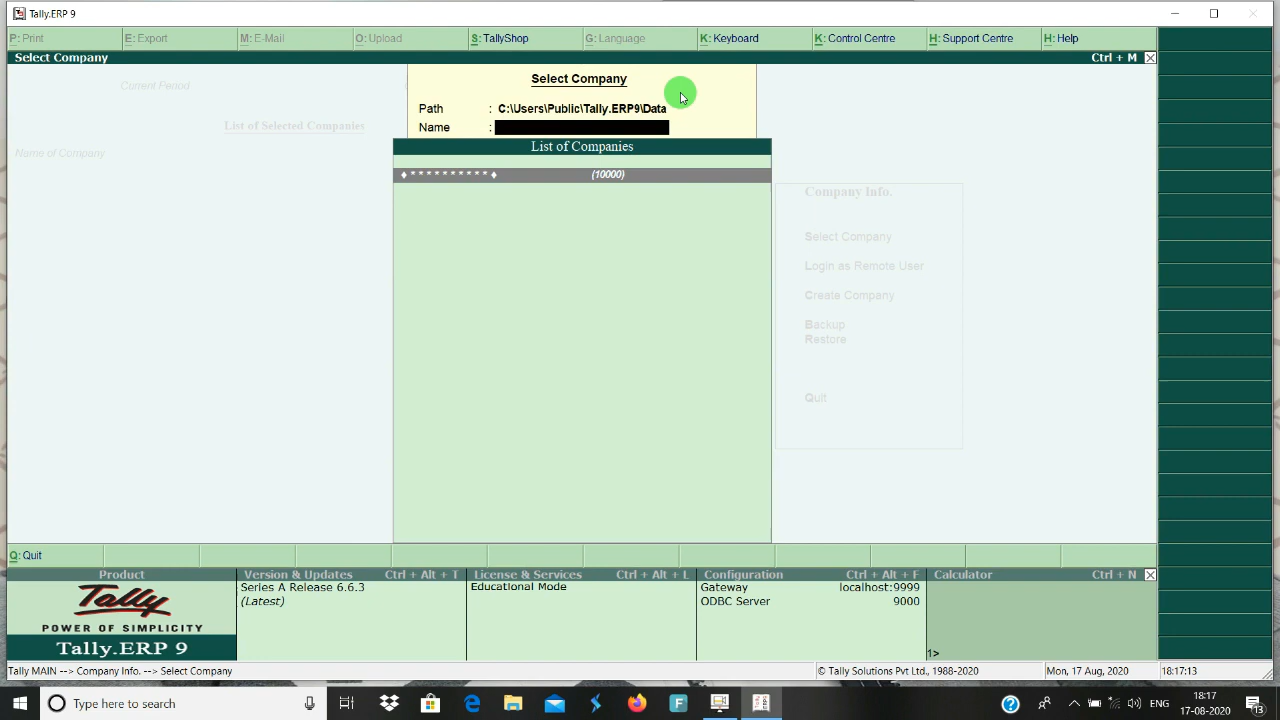 Tally.ERP 9
P: Print E: Export M: E-Mail O: Upload S: TallyShop G: Language K: Keyboard K: Control Centre H: Support Centre H: Help
Select Company Ctrl + M
Current Period
Select Company
Path : C:\Users\Public\Tally.ERP9\Data
Name :
List of Selected Companies
Name of Company
List of Companies
♦ * * * * * * * * * * ♦ (10000)
Company Info.
Select Company
Login as Remote User
Create Company
Backup
Restore
Quit
Q: Quit
Product
Tally
POWER OF SIMPLICITY
Tally.ERP 9
Version & Updates Ctrl + Alt + T
Series A Release 6.6.3
(Latest)
License & Services Ctrl + Alt + L
Educational Mode
Configuration Ctrl + Alt + F
Gateway localhost:9999
ODBC Server 9000
Calculator Ctrl + N
1>
Tally MAIN --> Company Info. --> Select Company © Tally Solutions Pvt Ltd., 1988-2020 Mon, 17 Aug, 2020 18:17:13
Type here to search
ENG
18:17
17-08-2020